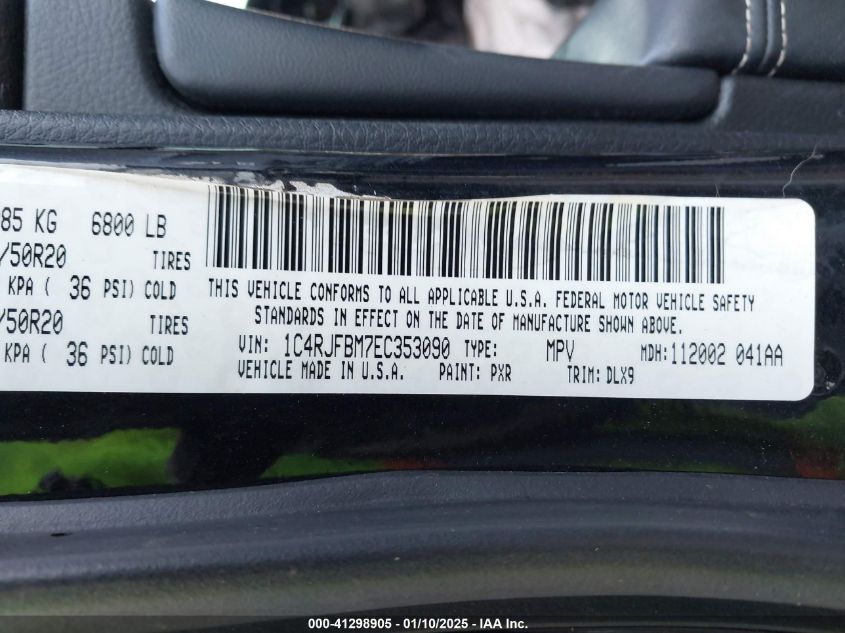 85 KG 6800 LB
/50R20 TIRES
KPA ( 36 PSI) COLD
/50R20 TIRES
KPA ( 36 PSI) COLD
THIS VEHICLE CONFORMS TO ALL APPLICABLE U.S.A. FEDERAL MOTOR VEHICLE SAFETY
STANDARDS IN EFFECT ON THE DATE OF MANUFACTURE SHOWN ABOVE.
VIN: 1C4RJFBM7EC353090 TYPE: MPV MDH:112002 041AA
VEHICLE MADE IN U.S.A. PAINT: PXR TRIM: DLX9
000-41298905 - 01/10/2025 - IAA Inc.